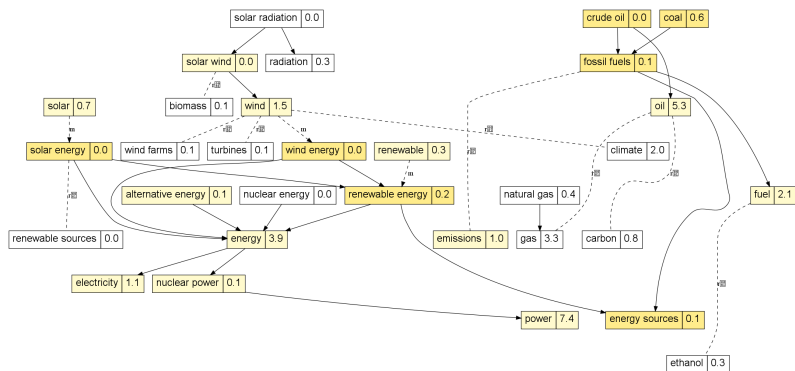 solar radiation 0.0
crude oil 0.0
coal 0.6
solar wind 0.0
radiation 0.3
fossil fuels 0.1
solar 0.7
biomass 0.1
wind 1.5
oil 5.3
m
m
solar energy 0.0
wind farms 0.1
turbines 0.1
wind energy 0.0
renewable 0.3
climate 2.0
m
alternative energy 0.1
nuclear energy 0.0
renewable energy 0.2
natural gas 0.4
fuel 2.1
renewable sources 0.0
energy 3.9
emissions 1.0
gas 3.3
carbon 0.8
electricity 1.1
nuclear power 0.1
power 7.4
energy sources 0.1
ethanol 0.3